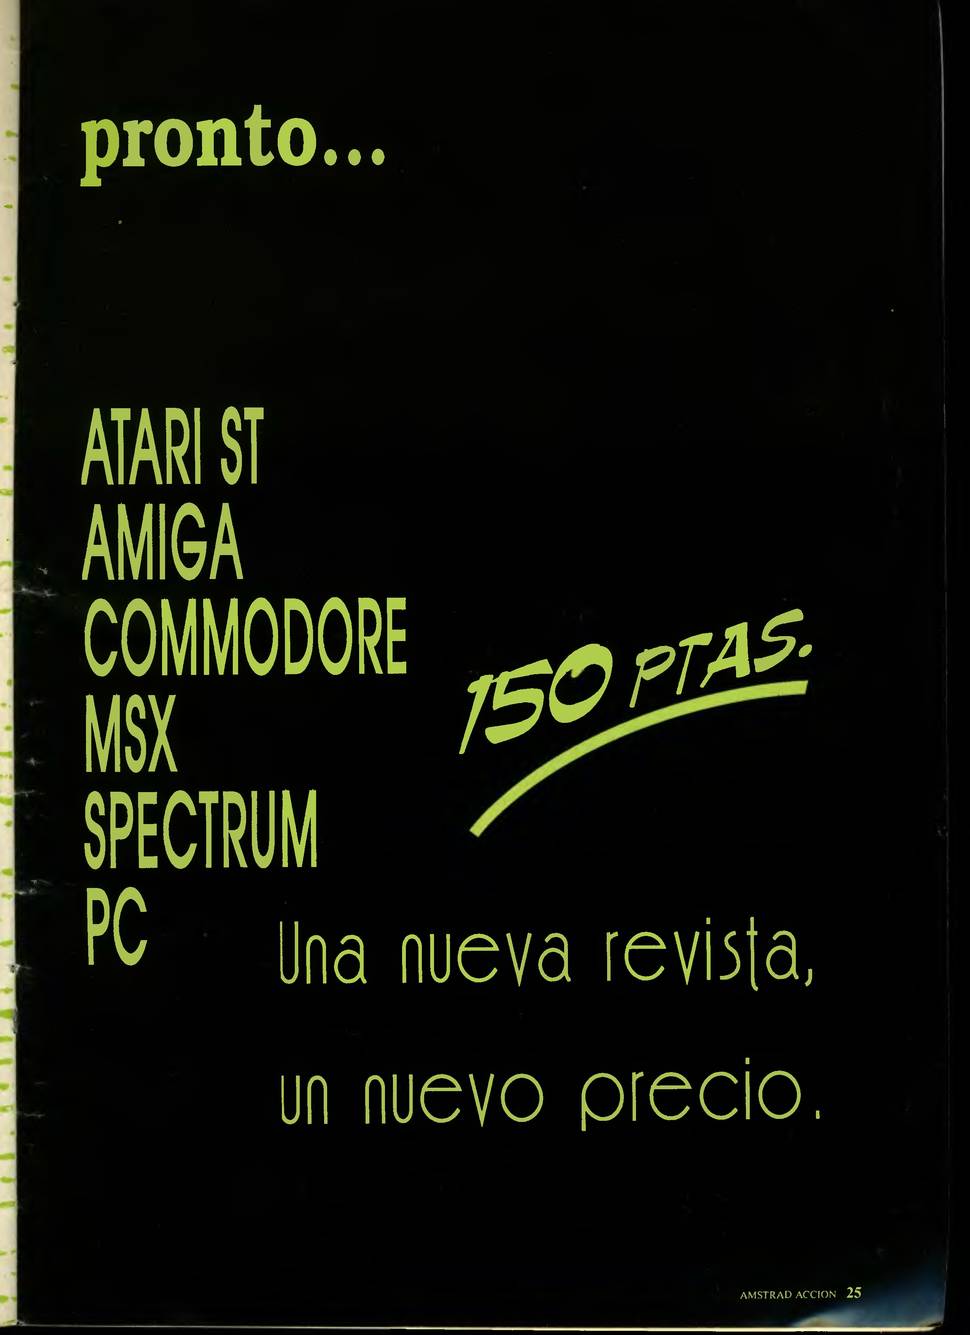 pronto...
ATARI ST
AMIGA
COMMODORE
MSX
SPECTRUM
PC
150 PTAS.
Una nueva revista,
un nuevo precio.
AMSTRAD ACCION 25